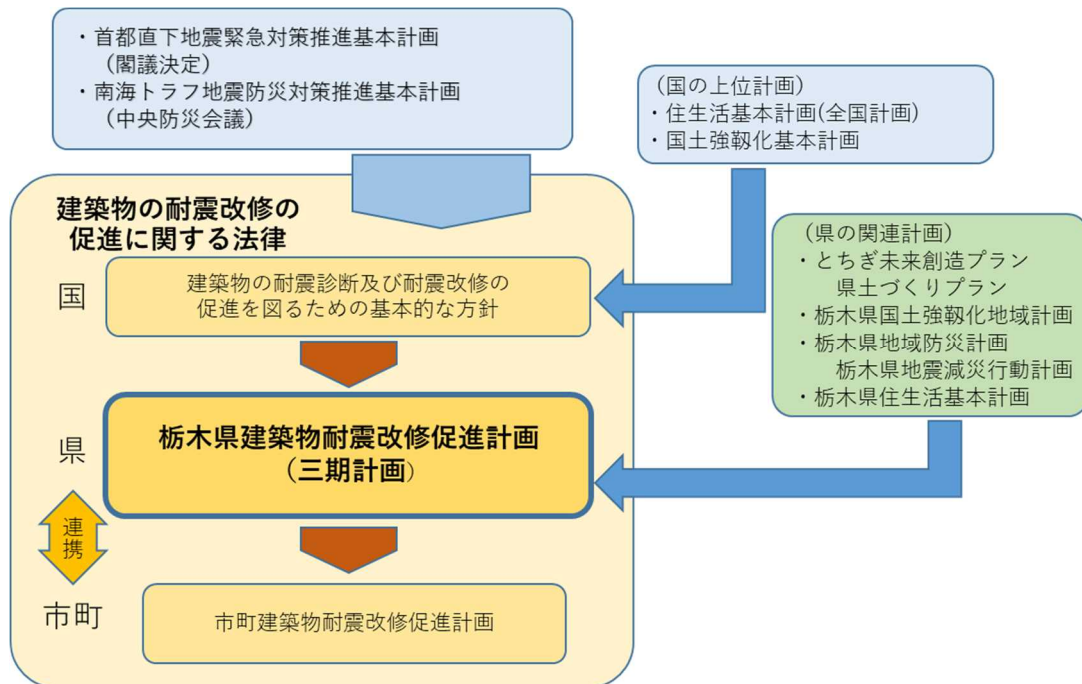 ・首都直下地震緊急対策推進基本計画
（閣議決定）
・南海トラフ地震防災対策推進基本計画
（中央防災会議）
（国の上位計画）
・住生活基本計画(全国計画)
・国土強靱化基本計画
建築物の耐震改修の
促進に関する法律
（県の関連計画）
・とちぎ未来創造プラン
県土づくりプラン
・栃木県国土強靱化地域計画
・栃木県地域防災計画
栃木県地震減災行動計画
・栃木県住生活基本計画
国
建築物の耐震診断及び耐震改修の
促進を図るための基本的な方針
県
栃木県建築物耐震改修促進計画
（三期計画）
連携
市町
市町建築物耐震改修促進計画